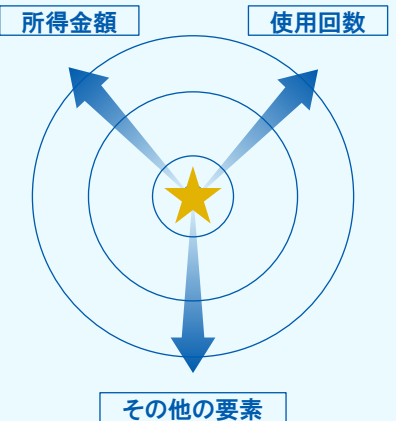 所得金額
使用回数
その他の要素